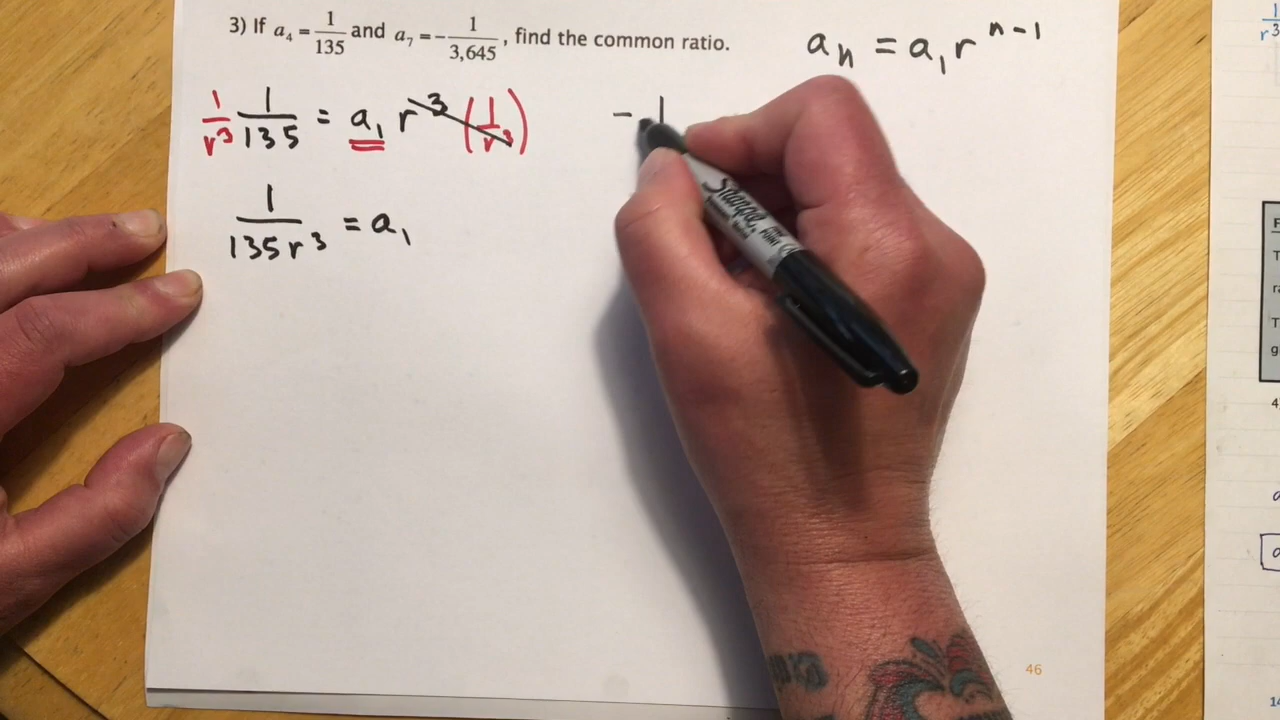 3) If a₄ = 1/135 and a₇ = -1/3,645, find the common ratio.
aₙ = a₁ r^(n-1)
1/r³ 1/135 = a₁ r³ (1/r³)
- 1
1/(135r³) = a₁
Sharpie
46